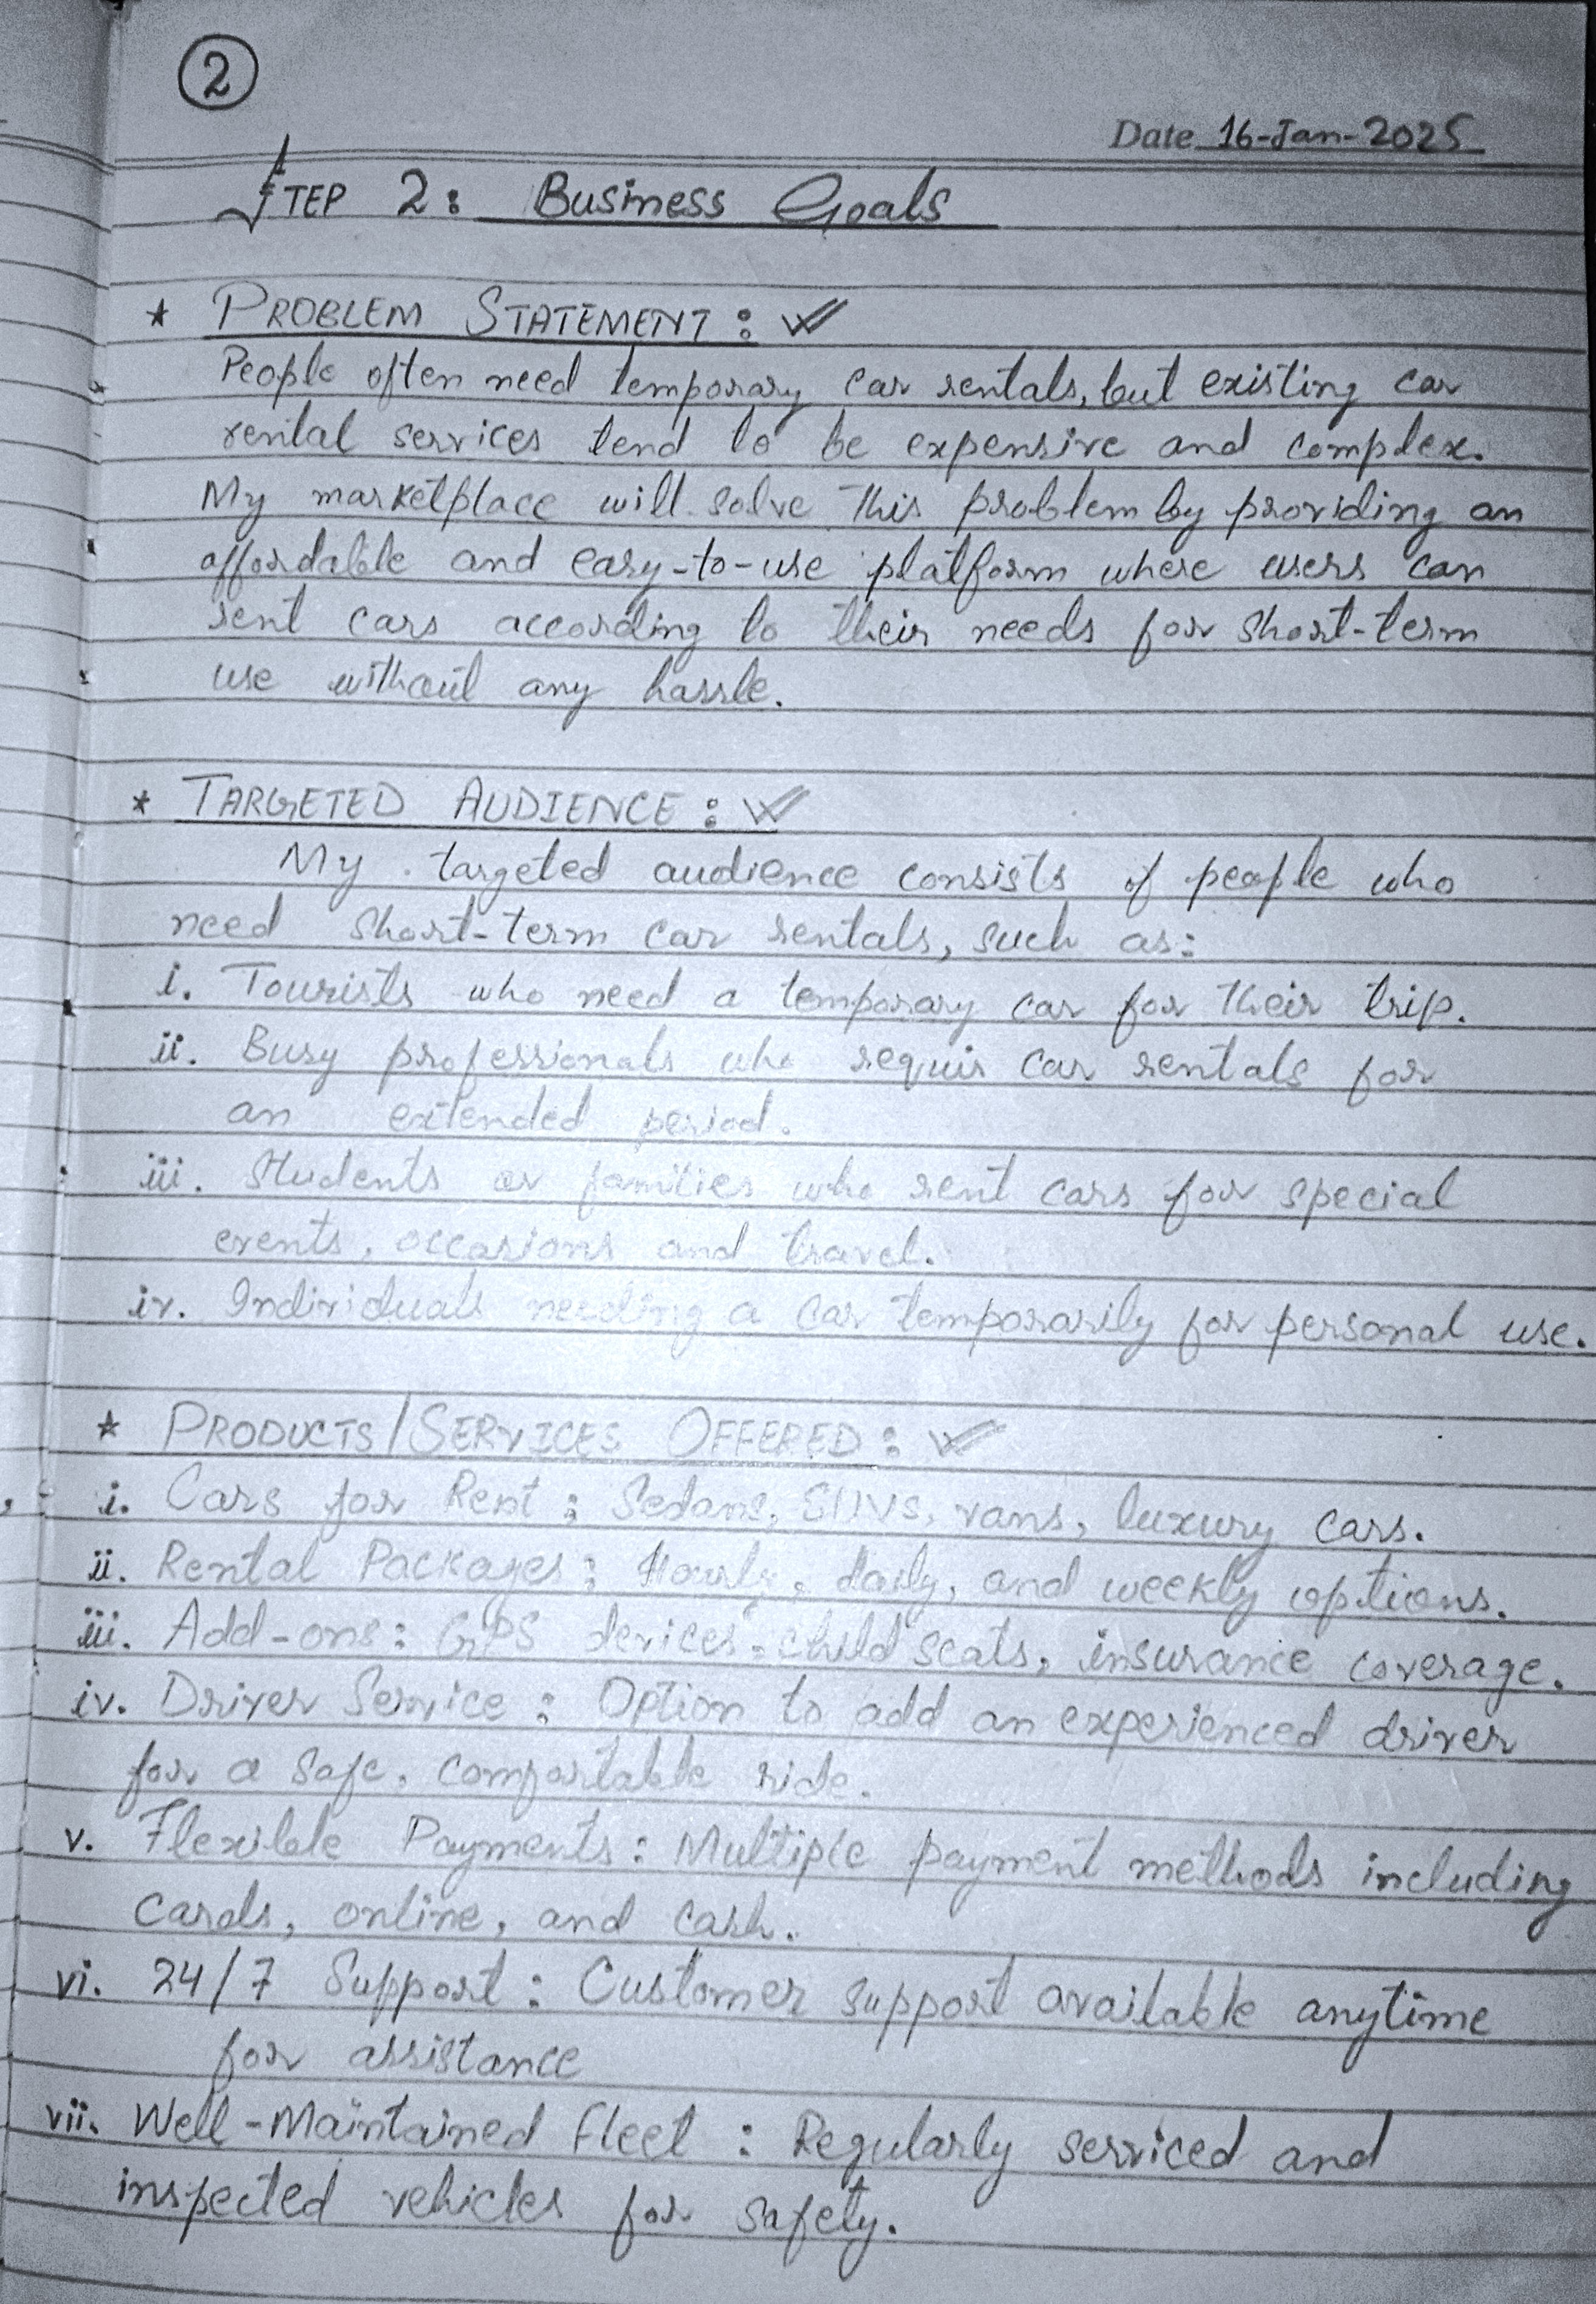 2
Date 16-Jan-2025
STEP 2: Business Goals
* PROBLEM STATEMENT:
People often need temporary car rentals, but existing car
rental services tend to be expensive and complex.
My marketplace will solve this problem by providing an
affordable and easy-to-use platform where users can
rent cars according to their needs for short-term
use without any hassle.
* TARGETED AUDIENCE:
My targeted audience consists of people who
need short-term car rentals, such as:
i. Tourists who need a temporary car for their trip.
ii. Busy professionals who requir car rentals for
an extended period.
iii. Students or families who rent cars for special
events, occasions and travel.
iv. Individuals needing a car temporarily for personal use.
* PRODUCTS/SERVICES OFFERED:
i. Cars for Rent: Sedans, SUVs, vans, luxury cars.
ii. Rental Packages: Hourly, daily, and weekly options.
iii. Add-ons: GPS devices, child seats, insurance coverage.
iv. Driver Service: Option to add an experienced driver
for a safe, comfortable ride.
v. Flexible Payments: Multiple payment methods including
cards, online, and cash.
vi. 24/7 Support: Customer support available anytime
for assistance
vii. Well-Maintained Fleet: Regularly serviced and
inspected vehicles for safety.